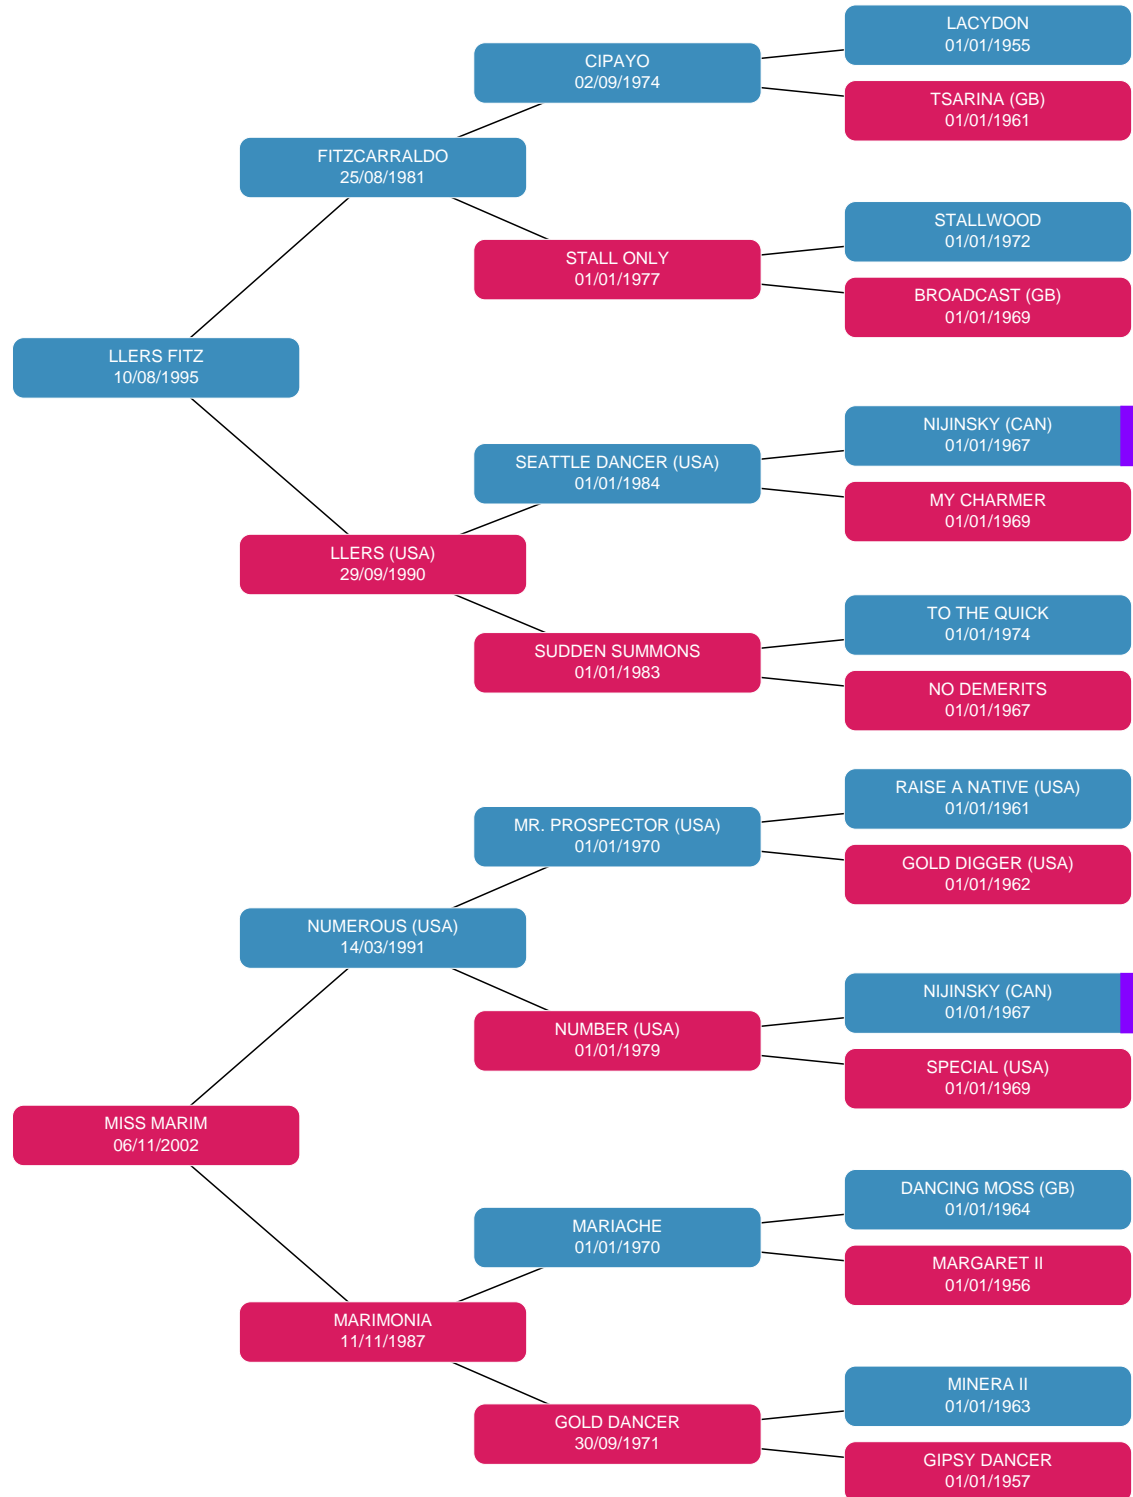 LACYDON
01/01/1955
CIPAYO
02/09/1974
TSARINA (GB)
01/01/1961
FITZCARRALDO
25/08/1981
STALLWOOD
01/01/1972
STALL ONLY
01/01/1977
BROADCAST (GB)
01/01/1969
LLERS FITZ
10/08/1995
NIJINSKY (CAN)
01/01/1967
SEATTLE DANCER (USA)
01/01/1984
MY CHARMER
01/01/1969
LLERS (USA)
29/09/1990
TO THE QUICK
01/01/1974
SUDDEN SUMMONS
01/01/1983
NO DEMERITS
01/01/1967
RAISE A NATIVE (USA)
01/01/1961
MR. PROSPECTOR (USA)
01/01/1970
GOLD DIGGER (USA)
01/01/1962
NUMEROUS (USA)
14/03/1991
NIJINSKY (CAN)
01/01/1967
NUMBER (USA)
01/01/1979
SPECIAL (USA)
01/01/1969
MISS MARIM
06/11/2002
DANCING MOSS (GB)
01/01/1964
MARIACHE
01/01/1970
MARGARET II
01/01/1956
MARIMONIA
11/11/1987
MINERA II
01/01/1963
GOLD DANCER
30/09/1971
GIPSY DANCER
01/01/1957